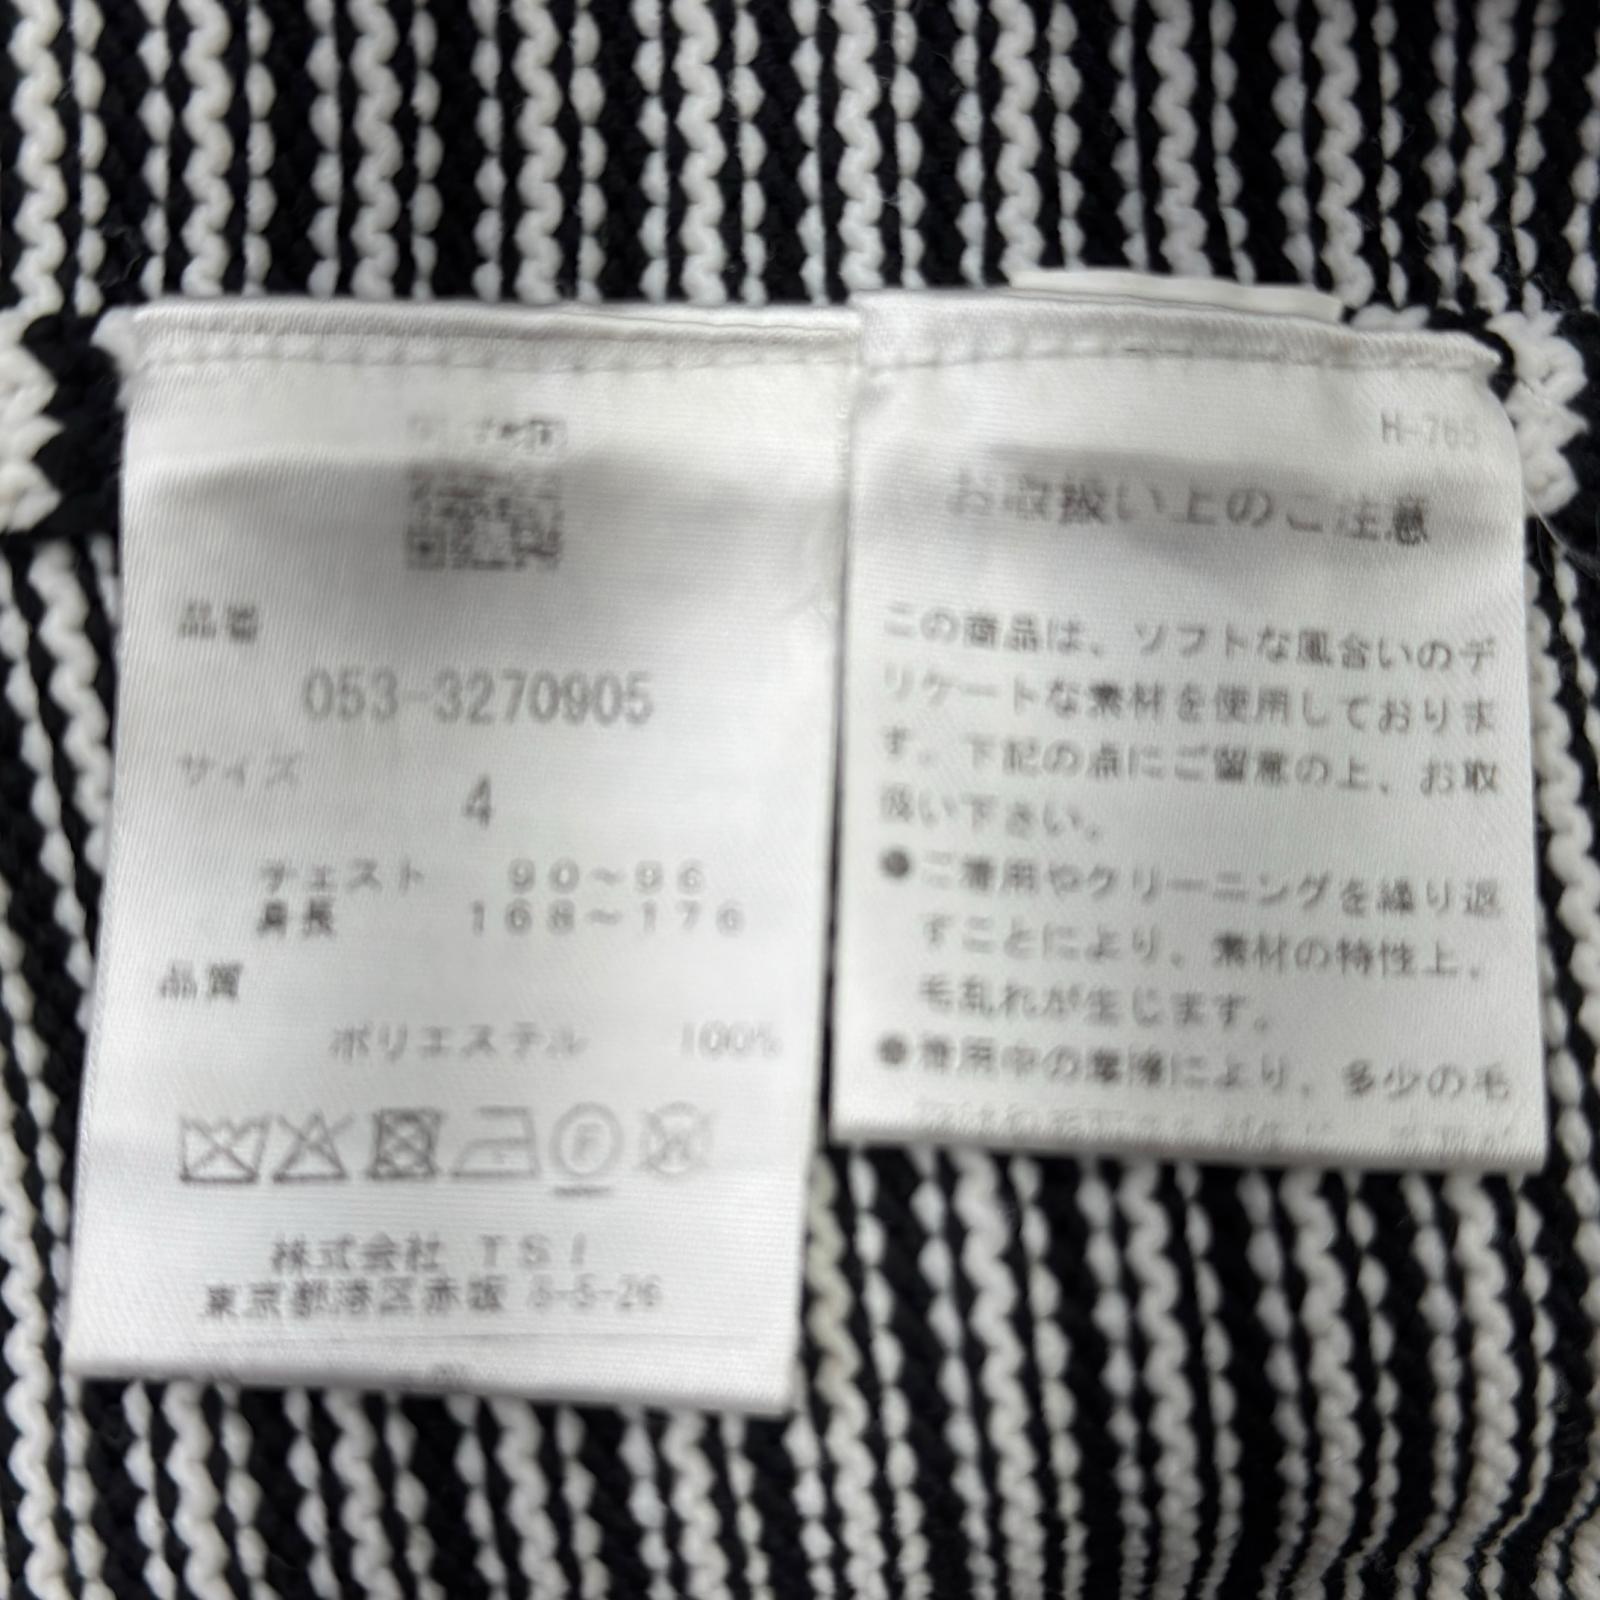 品番
053-3270905
サイズ
4
チェスト 90~96
身長 168~176
品質
ポリエステル 100%
株式会社 TSI
東京都港区赤坂 8-5-26
H-765
お取扱い上のご注意
この商品は、ソフトな風合いのデ
リケートな素材を使用しておりま
す。下記の点にご留意の上、お取
扱い下さい。
●ご着用やクリーニングを繰り返
すことにより、素材の特性上、
毛乱れが生じます。
●着用中の摩擦により、多少の毛